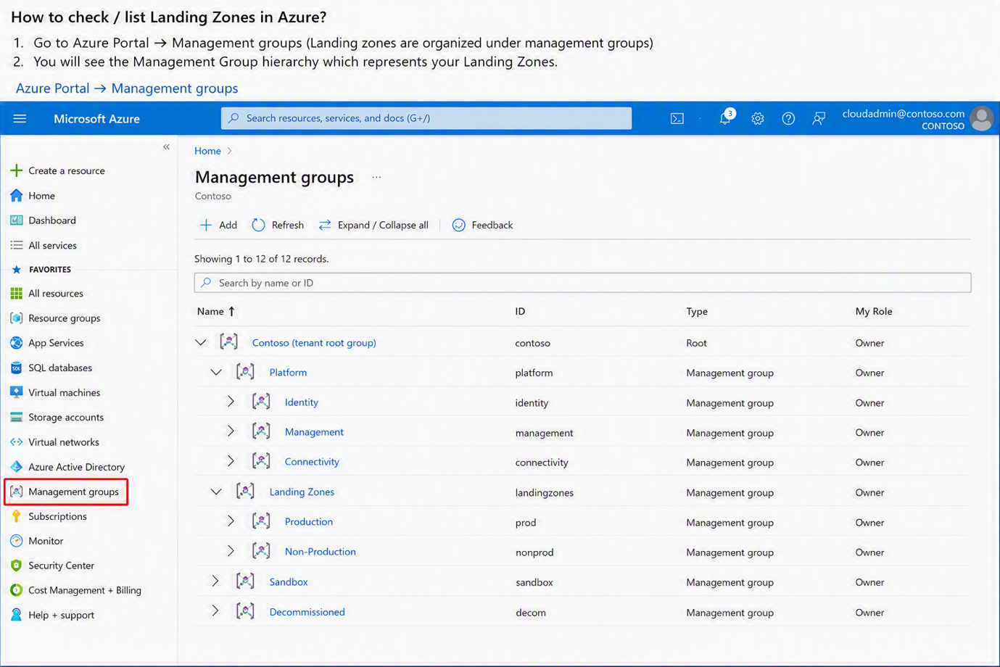 How to check / list Landing Zones in Azure?
1. Go to Azure Portal → Management groups (Landing zones are organized under management groups)
2. You will see the Management Group hierarchy which represents your Landing Zones.
Azure Portal → Management groups
Microsoft Azure
Search resources, services, and docs (G+/)
3
cloudadmin@contoso.com
CONTOSO
«
Create a resource
Home
Dashboard
All services
FAVORITES
All resources
Resource groups
App Services
SQL databases
Virtual machines
Storage accounts
Virtual networks
Azure Active Directory
Management groups
Subscriptions
Monitor
Security Center
Cost Management + Billing
Help + support
Home >
Management groups ...
Contoso
+ Add Refresh Expand / Collapse all | Feedback
Showing 1 to 12 of 12 records.
Search by name or ID
Name ↑ ID Type My Role
Contoso (tenant root group) contoso Root Owner
Platform platform Management group Owner
Identity identity Management group Owner
Management management Management group Owner
Connectivity connectivity Management group Owner
Landing Zones landingzones Management group Owner
Production prod Management group Owner
Non-Production nonprod Management group Owner
Sandbox sandbox Management group Owner
Decommissioned decom Management group Owner